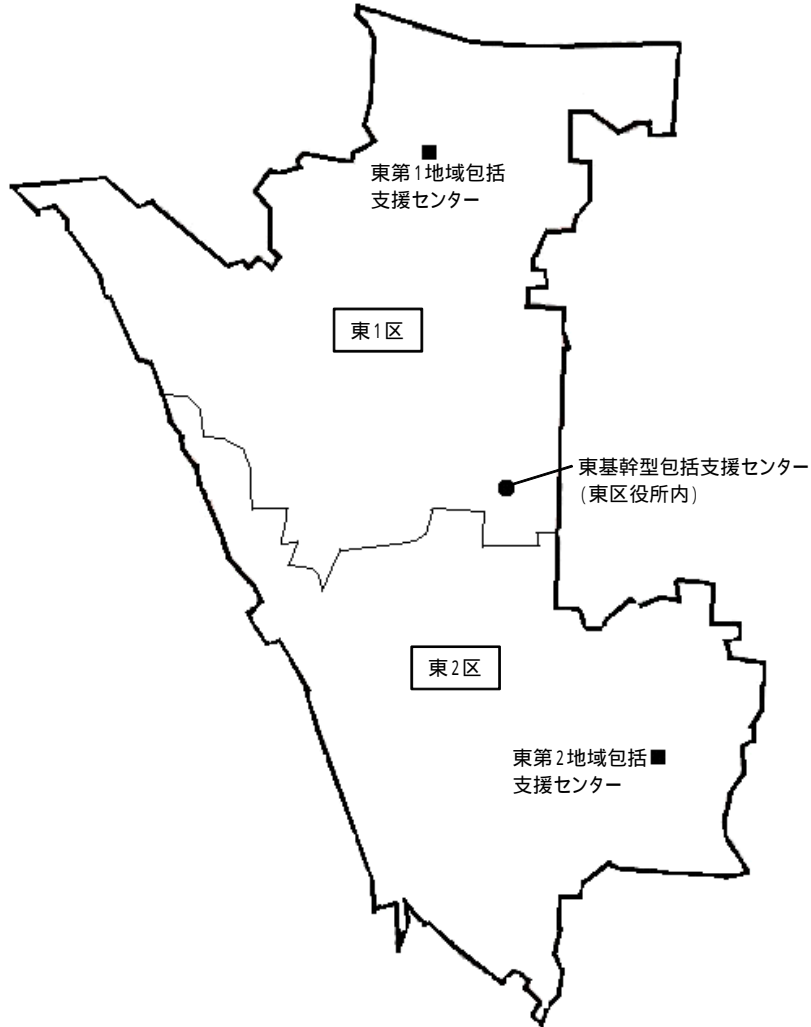 東第1地域包括
支援センター
東1区
東基幹型包括支援センター
(東区役所内)
東2区
東第2地域包括
支援センター